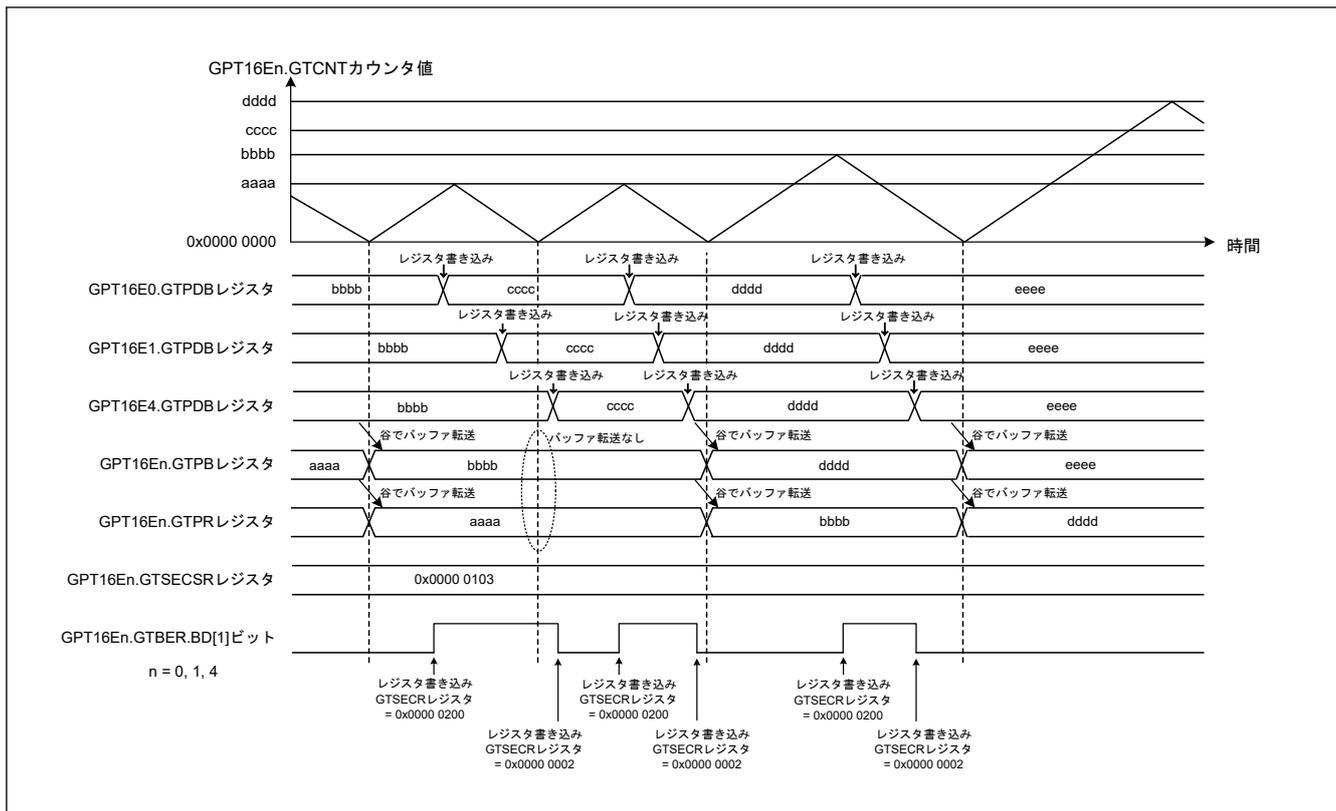 GPT16En.GTCNTカウンタ値
dddd
cccc
bbbb
aaaa
0x0000 0000
時間
レジスタ書き込み
レジスタ書き込み
レジスタ書き込み
GPT16E0.GTPDBレジスタ
bbbb
cccc
dddd
eeee
レジスタ書き込み
レジスタ書き込み
レジスタ書き込み
GPT16E1.GTPDBレジスタ
bbbb
cccc
dddd
eeee
レジスタ書き込み
レジスタ書き込み
レジスタ書き込み
GPT16E4.GTPDBレジスタ
bbbb
cccc
dddd
eeee
谷でバッファ転送
バッファ転送なし
谷でバッファ転送
谷でバッファ転送
GPT16En.GTPBレジスタ
aaaa
bbbb
dddd
eeee
谷でバッファ転送
谷でバッファ転送
谷でバッファ転送
GPT16En.GTPRレジスタ
aaaa
bbbb
dddd
GPT16En.GTSECSRレジスタ
0x0000 0103
GPT16En.GTBER.BD[1]ビット
n = 0, 1, 4
レジスタ書き込み
GTSECRレジスタ
= 0x0000 0200
レジスタ書き込み
GTSECRレジスタ
= 0x0000 0200
レジスタ書き込み
GTSECRレジスタ
= 0x0000 0200
レジスタ書き込み
GTSECRレジスタ
= 0x0000 0002
レジスタ書き込み
GTSECRレジスタ
= 0x0000 0002
レジスタ書き込み
GTSECRレジスタ
= 0x0000 0002